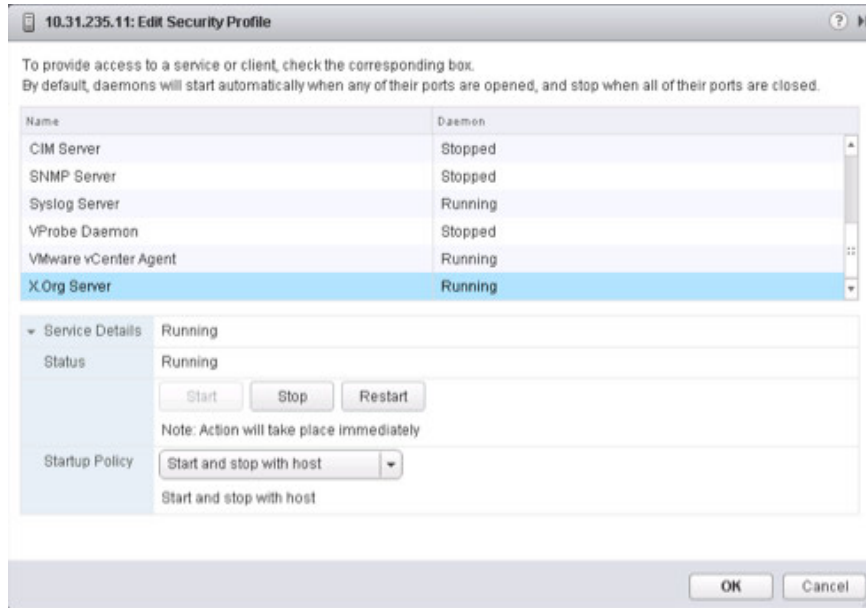 10.31.235.11: Edit Security Profile
To provide access to a service or client, check the corresponding box.
By default, daemons will start automatically when any of their ports are opened, and stop when all of their ports are closed.
Name Daemon
CIM Server Stopped
SNMP Server Stopped
Syslog Server Running
VProbe Daemon Stopped
VMware vCenter Agent Running
X.Org Server Running
Service Details Running
Status Running
Start Stop Restart
Note: Action will take place immediately
Startup Policy Start and stop with host
Start and stop with host
OK Cancel